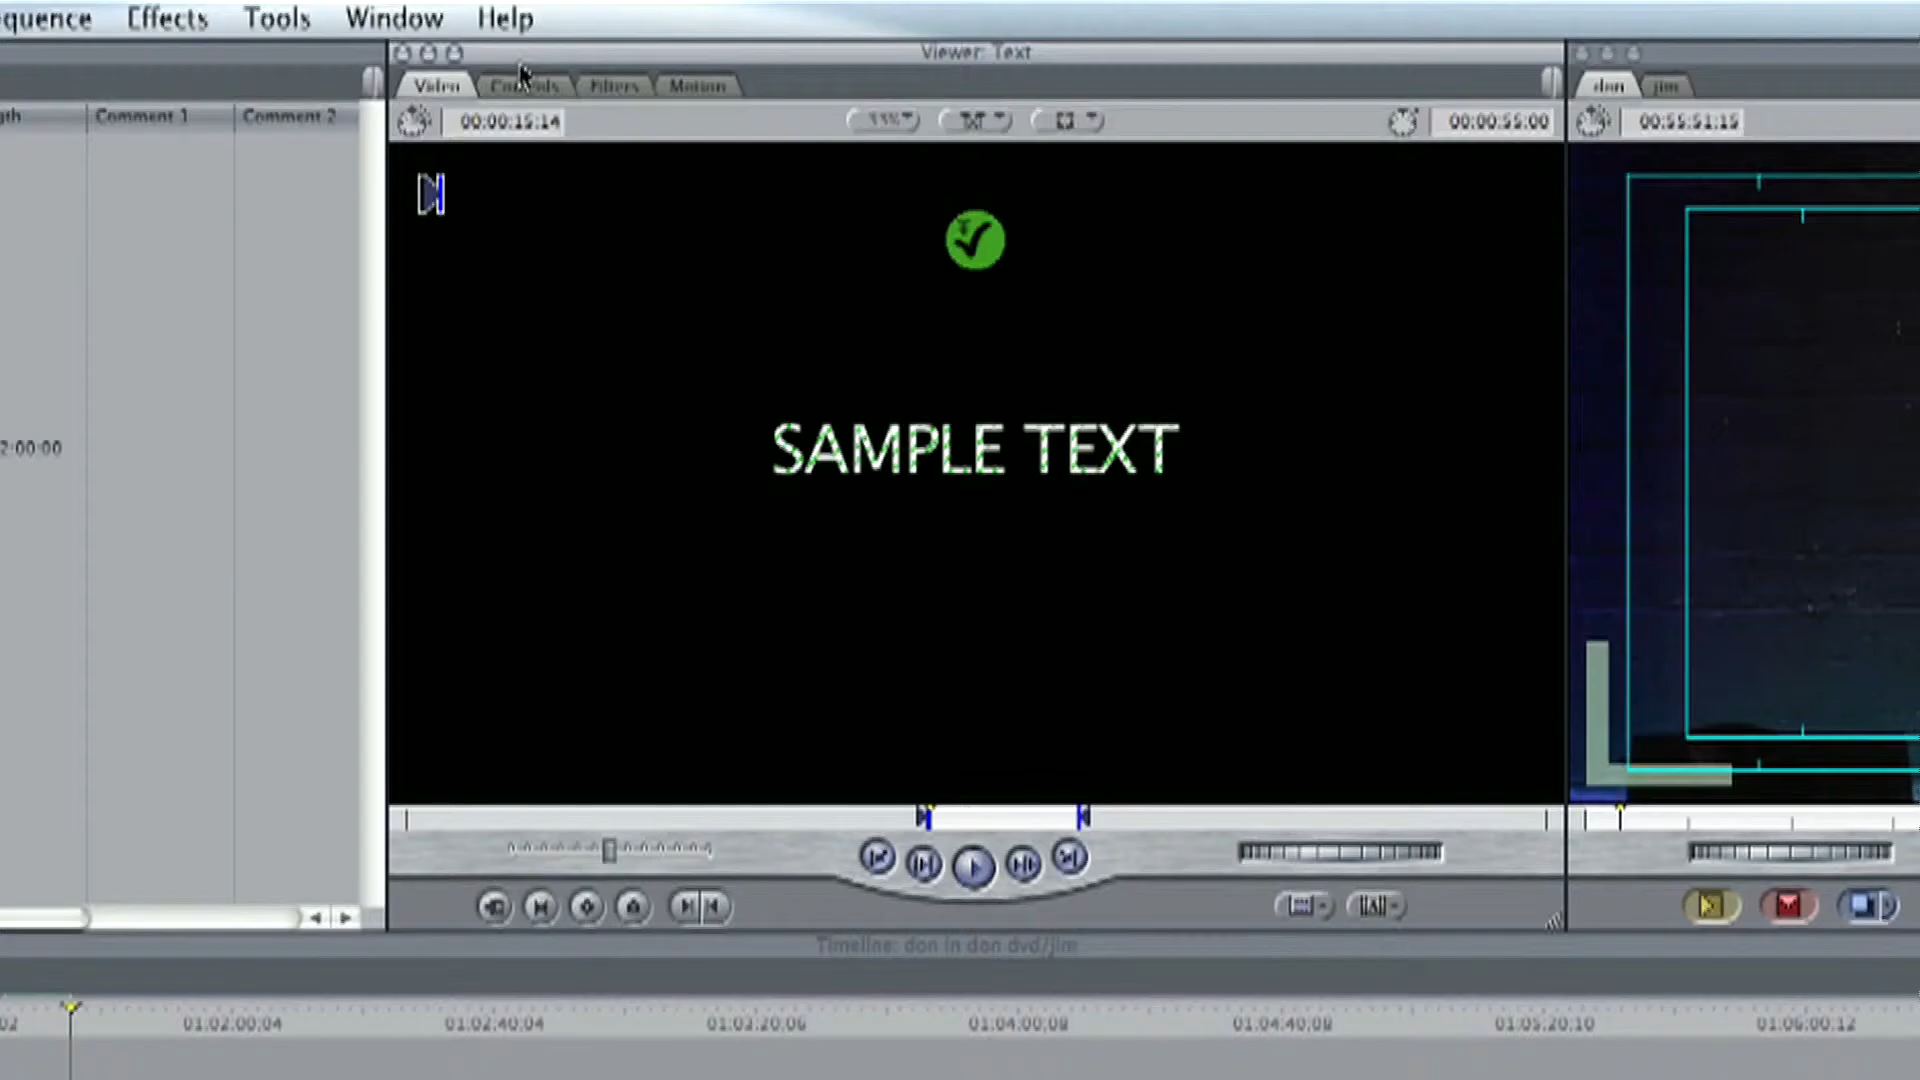 Effects Tools Window Help
Viewer: Text
Video Controls Filters Motion
don jim
Comment 1 Comment 2
00:00:15:14
00:00:55:00
00:55:51:15
SAMPLE TEXT
2:00:00
Timeline: don in don dvd/jim
02 01:02:00:04 01:02:40:04 01:03:20:06 01:04:00:08 01:04:40:08 01:05:20:10 01:06:00:12